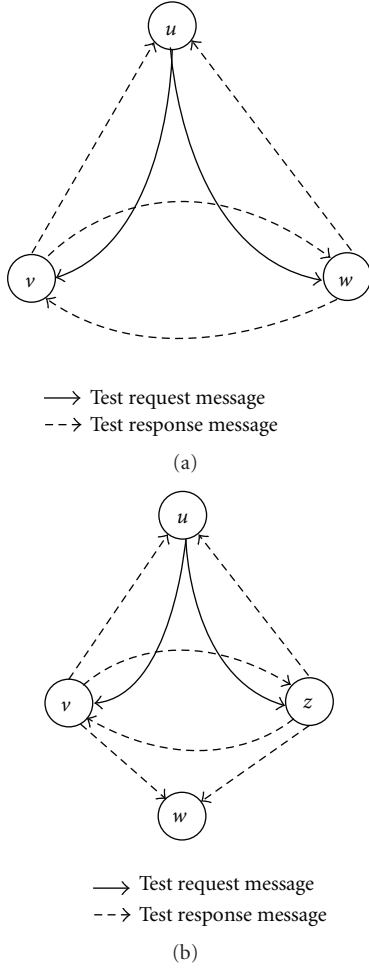 u
v
w
Test request message
Test response message
(a)
u
v
z
w
Test request message
Test response message
(b)